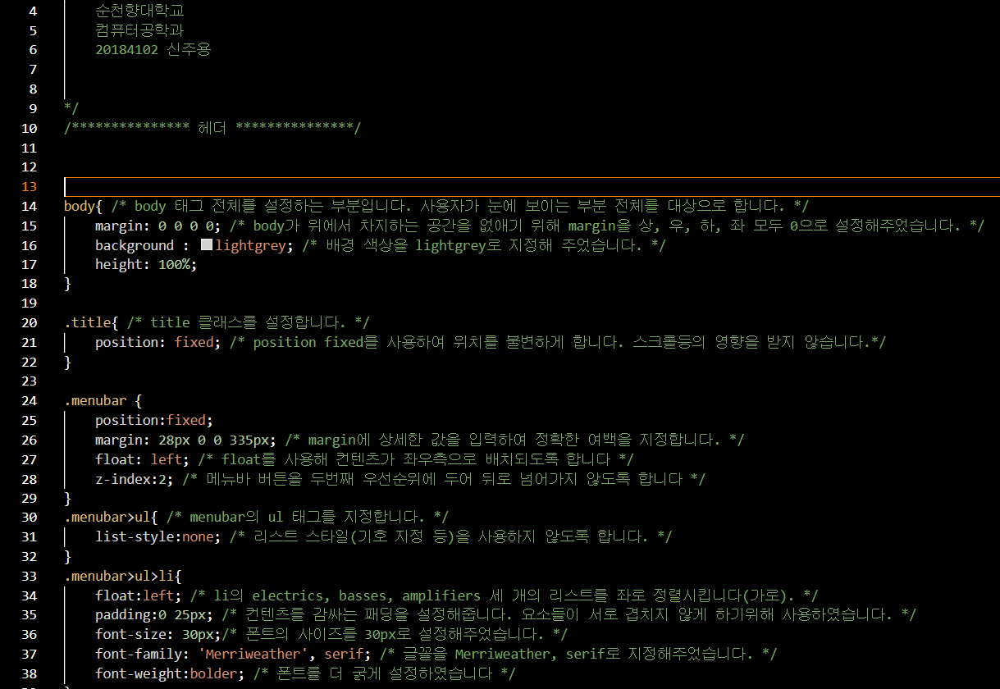 4 순천향대학교
5 컴퓨터공학과
6 20184102 신주용
7
8
9 */
10 /*************** 헤더 ***************/
11
12
13
14 body{ /* body 태그 전체를 설정하는 부분입니다. 사용자가 눈에 보이는 부분 전체를 대상으로 합니다. */
15 margin: 0 0 0 0; /* body가 위에서 차지하는 공간을 없애기 위해 margin을 상, 우, 하, 좌 모두 0으로 설정해주었습니다. */
16 background : lightgrey; /* 배경 색상을 lightgrey로 지정해 주었습니다. */
17 height: 100%;
18 }
19
20 .title{ /* title 클래스를 설정합니다. */
21 position: fixed; /* position fixed를 사용하여 위치를 불변하게 합니다. 스크롤등의 영향을 받지 않습니다.*/
22 }
23
24 .menubar {
25 position:fixed;
26 margin: 28px 0 0 335px; /* margin에 상세한 값을 입력하여 정확한 여백을 지정합니다. */
27 float: left; /* float를 사용해 컨텐츠가 좌우측으로 배치되도록 합니다 */
28 z-index:2; /* 메뉴바 버튼을 두번째 우선순위에 두어 뒤로 넘어가지 않도록 합니다 */
29 }
30 .menubar>ul{ /* menubar의 ul 태그를 지정합니다. */
31 list-style:none; /* 리스트 스타일(기호 지정 등)을 사용하지 않도록 합니다. */
32 }
33 .menubar>ul>li{
34 float:left; /* li의 electrics, basses, amplifiers 세 개의 리스트를 좌로 정렬시킵니다(가로). */
35 padding:0 25px; /* 컨텐츠를 감싸는 패딩을 설정해줍니다. 요소들이 서로 겹치지 않게 하기위해 사용하였습니다. */
36 font-size: 30px;/* 폰트의 사이즈를 30px로 설정해주었습니다. */
37 font-family: 'Merriweather', serif; /* 글꼴을 Merriweather, serif로 지정해주었습니다. */
38 font-weight:bolder; /* 폰트를 더 굵게 설정하였습니다 */